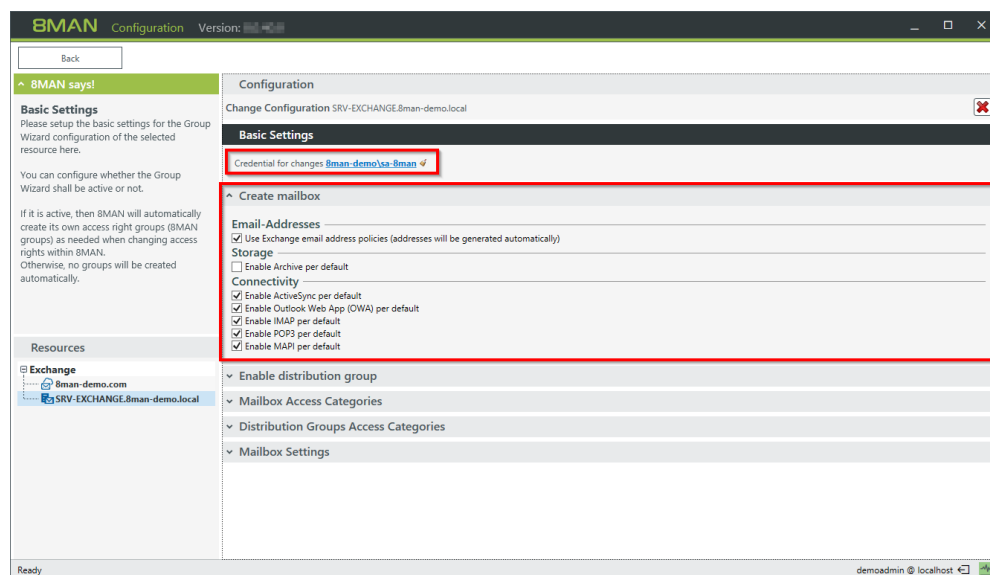 8MAN Configuration Version:
Back
8MAN says!
Basic Settings
Please setup the basic settings for the Group
Wizard configuration of the selected
resource here.
You can configure whether the Group
Wizard shall be active or not.
If it is active, then 8MAN will automatically
create its own access right groups (8MAN
groups) as needed when changing access
rights within 8MAN.
Otherwise, no groups will be created
automatically.
Resources
Exchange
8man-demo.com
SRV-EXCHANGE.8man-demo.local
Configuration
Change Configuration SRV-EXCHANGE.8man-demo.local
Basic Settings
Credential for changes 8man-demo\sa-8man
Create mailbox
Email-Addresses
Use Exchange email address policies (addresses will be generated automatically)
Storage
Enable Archive per default
Connectivity
Enable ActiveSync per default
Enable Outlook Web App (OWA) per default
Enable IMAP per default
Enable POP3 per default
Enable MAPI per default
Enable distribution group
Mailbox Access Categories
Distribution Groups Access Categories
Mailbox Settings
Ready
demoadmin @ localhost